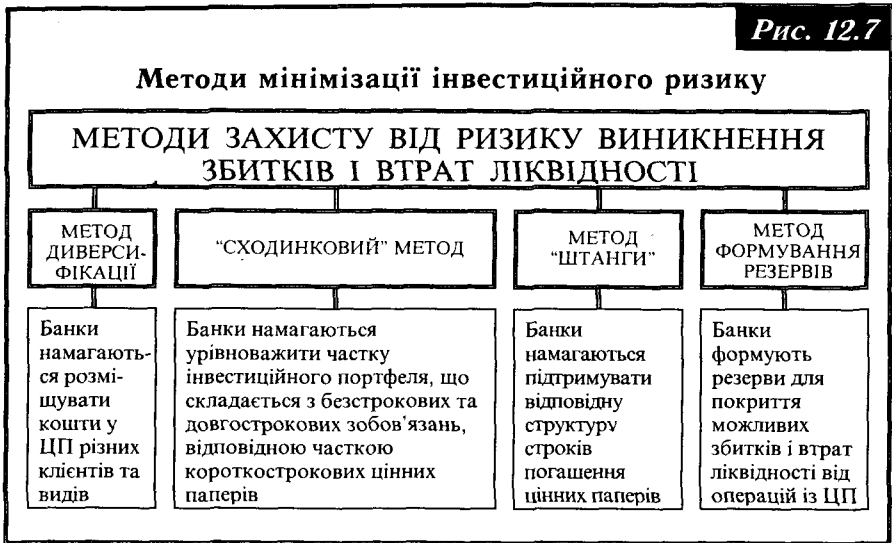 Рис. 12.7
Методи мінімізації інвестиційного ризику
МЕТОДИ ЗАХИСТУ ВІД РИЗИКУ ВИНИКНЕННЯ
ЗБИТКІВ І ВТРАТ ЛІКВІДНОСТІ
МЕТОД
ДИВЕРСИ-
ФІКАЦІЇ
"СХОДИНКОВИЙ" МЕТОД
МЕТОД
"ШТАНГИ"
МЕТОД
ФОРМУВАННЯ
РЕЗЕРВІВ
Банки
намагають-
ся розмі-
щувати
кошти у
ЦП різних
клієнтів та
видів
Банки намагаються
урівноважити частку
інвестиційного портфеля, що
складається з безстрокових та
довгострокових зобов'язань,
відповідною часткою
короткострокових цінних
паперів
Банки
намагаються
підтримувати
відповідну
структуру
строків
погашення
цінних паперів
Банки
формують
резерви для
покриття
можливих
збитків і втрат
ліквідності від
операцій із ЦП